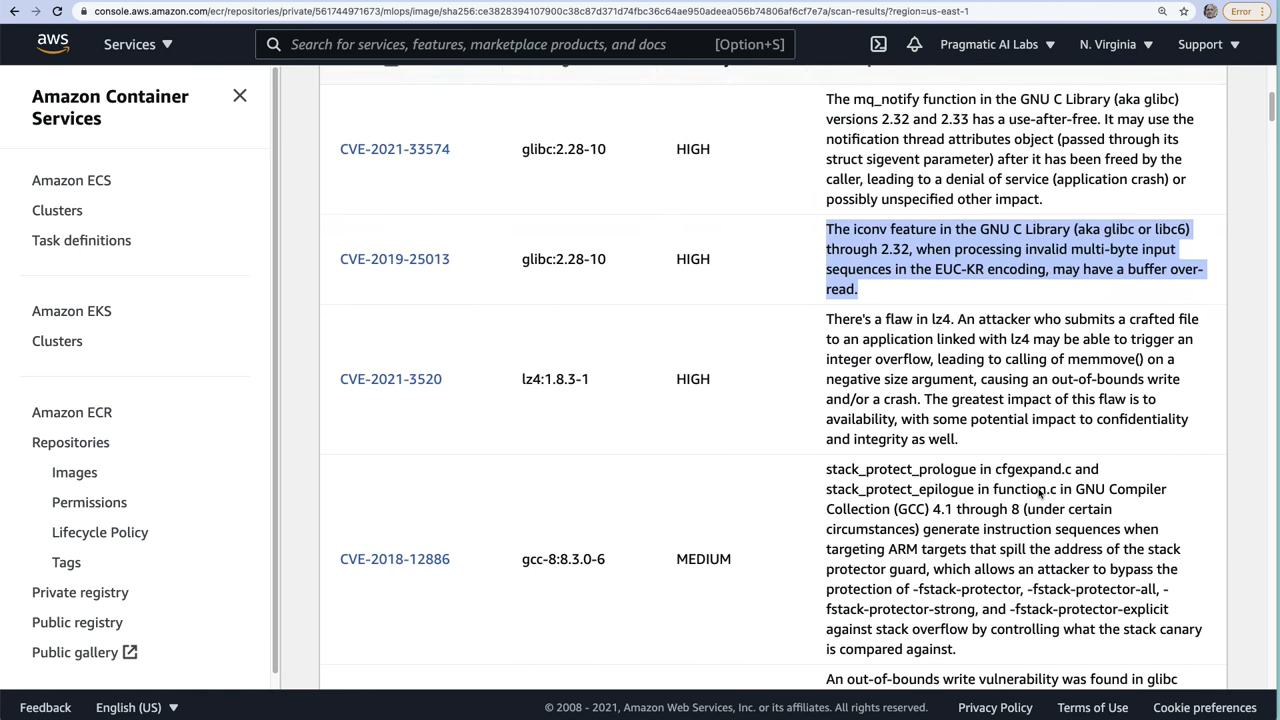 console.aws.amazon.com/ecr/repositories/private/561744971673/mlops/image/sha256:ce3828394107900c38c87d371d74fbc36c64ae950adeea056b74806af6cf7e7a/scan-results/?region=us-east-1
Error
aws
Services
Search for services, features, marketplace products, and docs
[Option+S]
Pragmatic AI Labs
N. Virginia
Support
Amazon Container
Services
Amazon ECS
Clusters
Task definitions
Amazon EKS
Clusters
Amazon ECR
Repositories
Images
Permissions
Lifecycle Policy
Tags
Private registry
Public registry
Public gallery
CVE-2021-33574
glibc:2.28-10
HIGH
The mq_notify function in the GNU C Library (aka glibc)
versions 2.32 and 2.33 has a use-after-free. It may use the
notification thread attributes object (passed through its
struct sigevent parameter) after it has been freed by the
caller, leading to a denial of service (application crash) or
possibly unspecified other impact.
CVE-2019-25013
glibc:2.28-10
HIGH
The iconv feature in the GNU C Library (aka glibc or libc6)
through 2.32, when processing invalid multi-byte input
sequences in the EUC-KR encoding, may have a buffer over-
read.
CVE-2021-3520
lz4:1.8.3-1
HIGH
There's a flaw in lz4. An attacker who submits a crafted file
to an application linked with lz4 may be able to trigger an
integer overflow, leading to calling of memmove() on a
negative size argument, causing an out-of-bounds write
and/or a crash. The greatest impact of this flaw is to
availability, with some potential impact to confidentiality
and integrity as well.
CVE-2018-12886
gcc-8:8.3.0-6
MEDIUM
stack_protect_prologue in cfgexpand.c and
stack_protect_epilogue in function.c in GNU Compiler
Collection (GCC) 4.1 through 8 (under certain
circumstances) generate instruction sequences when
targeting ARM targets that spill the address of the stack
protector guard, which allows an attacker to bypass the
protection of -fstack-protector, -fstack-protector-all, -
fstack-protector-strong, and -fstack-protector-explicit
against stack overflow by controlling what the stack canary
is compared against.
An out-of-bounds write vulnerability was found in glibc
Feedback
English (US)
© 2008 - 2021, Amazon Web Services, Inc. or its affiliates. All rights reserved.
Privacy Policy
Terms of Use
Cookie preferences